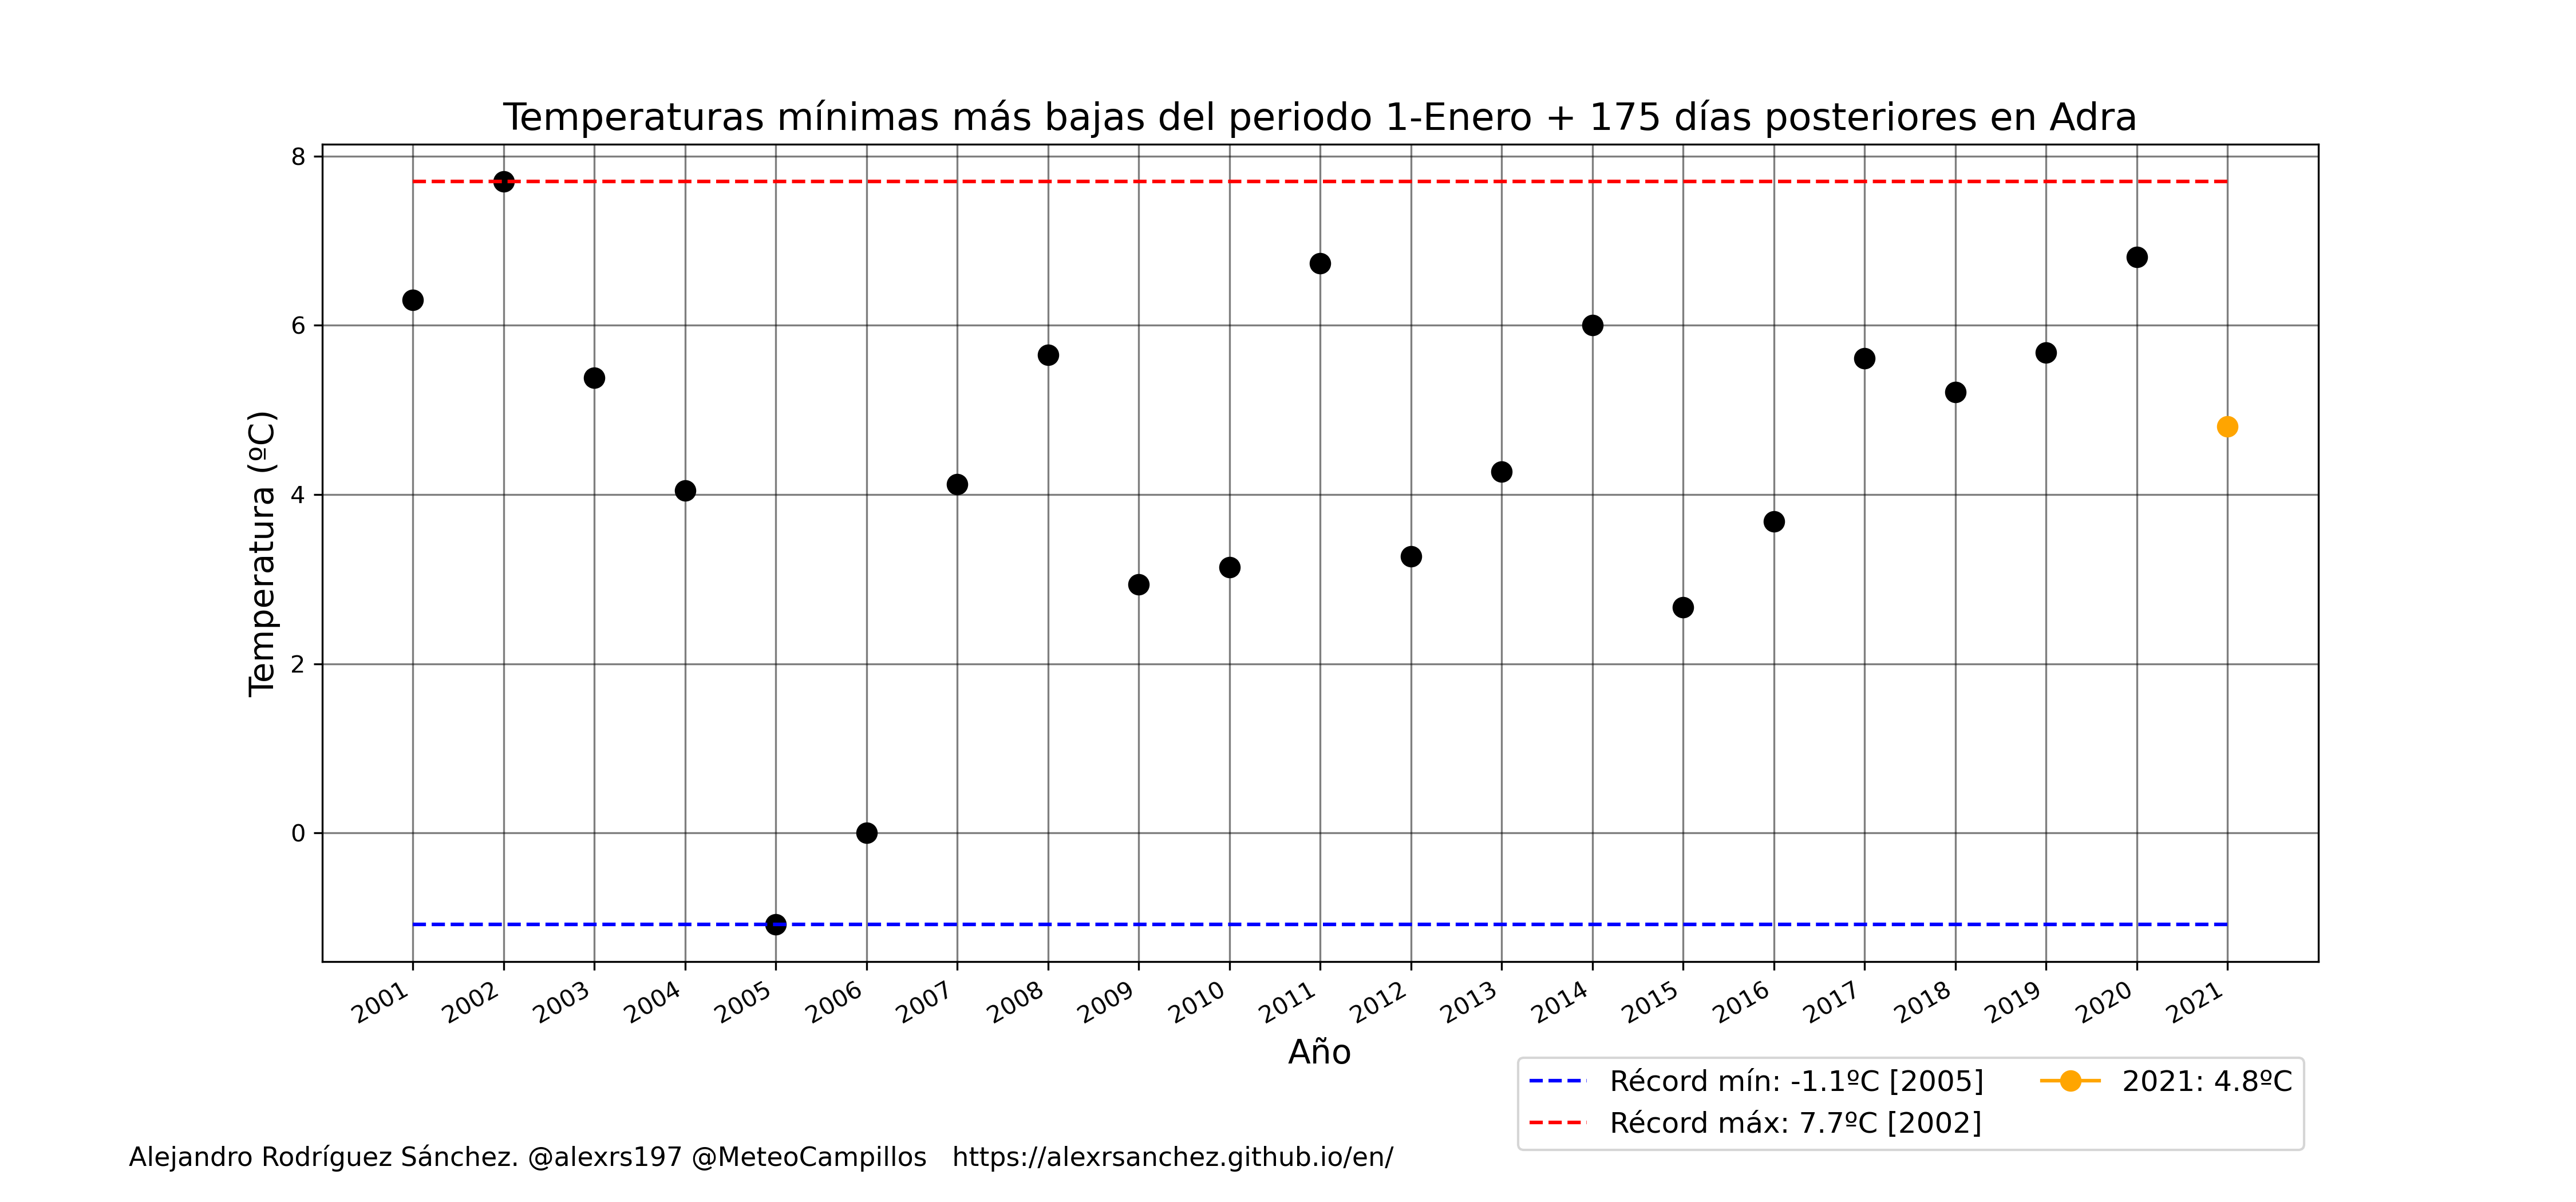 Temperaturas mínimas más bajas del periodo 1-Enero + 175 días posteriores en Adra
Temperatura (ºC)
8
6
4
2
0
2001 2002 2003 2004 2005 2006 2007 2008 2009 2010 2011 2012 2013 2014 2015 2016 2017 2018 2019 2020 2021
Año
Récord mín: -1.1ºC [2005]
Récord máx: 7.7ºC [2002]
2021: 4.8ºC
Alejandro Rodríguez Sánchez. @alexrs197 @MeteoCampillos https://alexrsanchez.github.io/en/